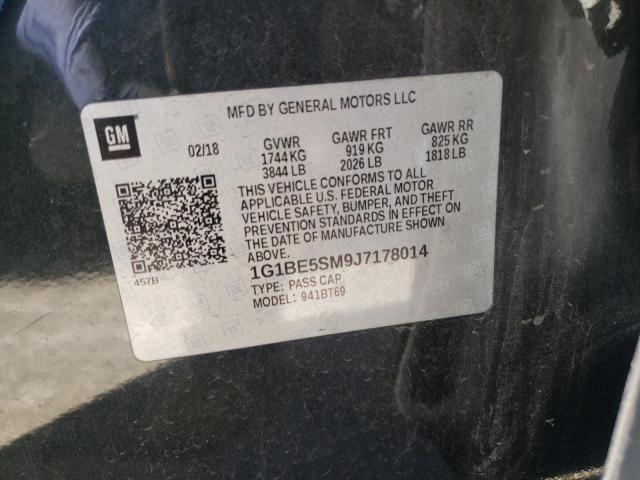 MFD BY GENERAL MOTORS LLC
GM
02/18 GVWR GAWR FRT GAWR RR
1744 KG 919 KG 825 KG
3844 LB 2026 LB 1818 LB
THIS VEHICLE CONFORMS TO ALL
APPLICABLE U.S. FEDERAL MOTOR
VEHICLE SAFETY, BUMPER, AND THEFT
PREVENTION STANDARDS IN EFFECT ON
THE DATE OF MANUFACTURE SHOWN
ABOVE.
457B
1G1BE5SM9J7178014
TYPE: PASS CAR
MODEL: 941BT69